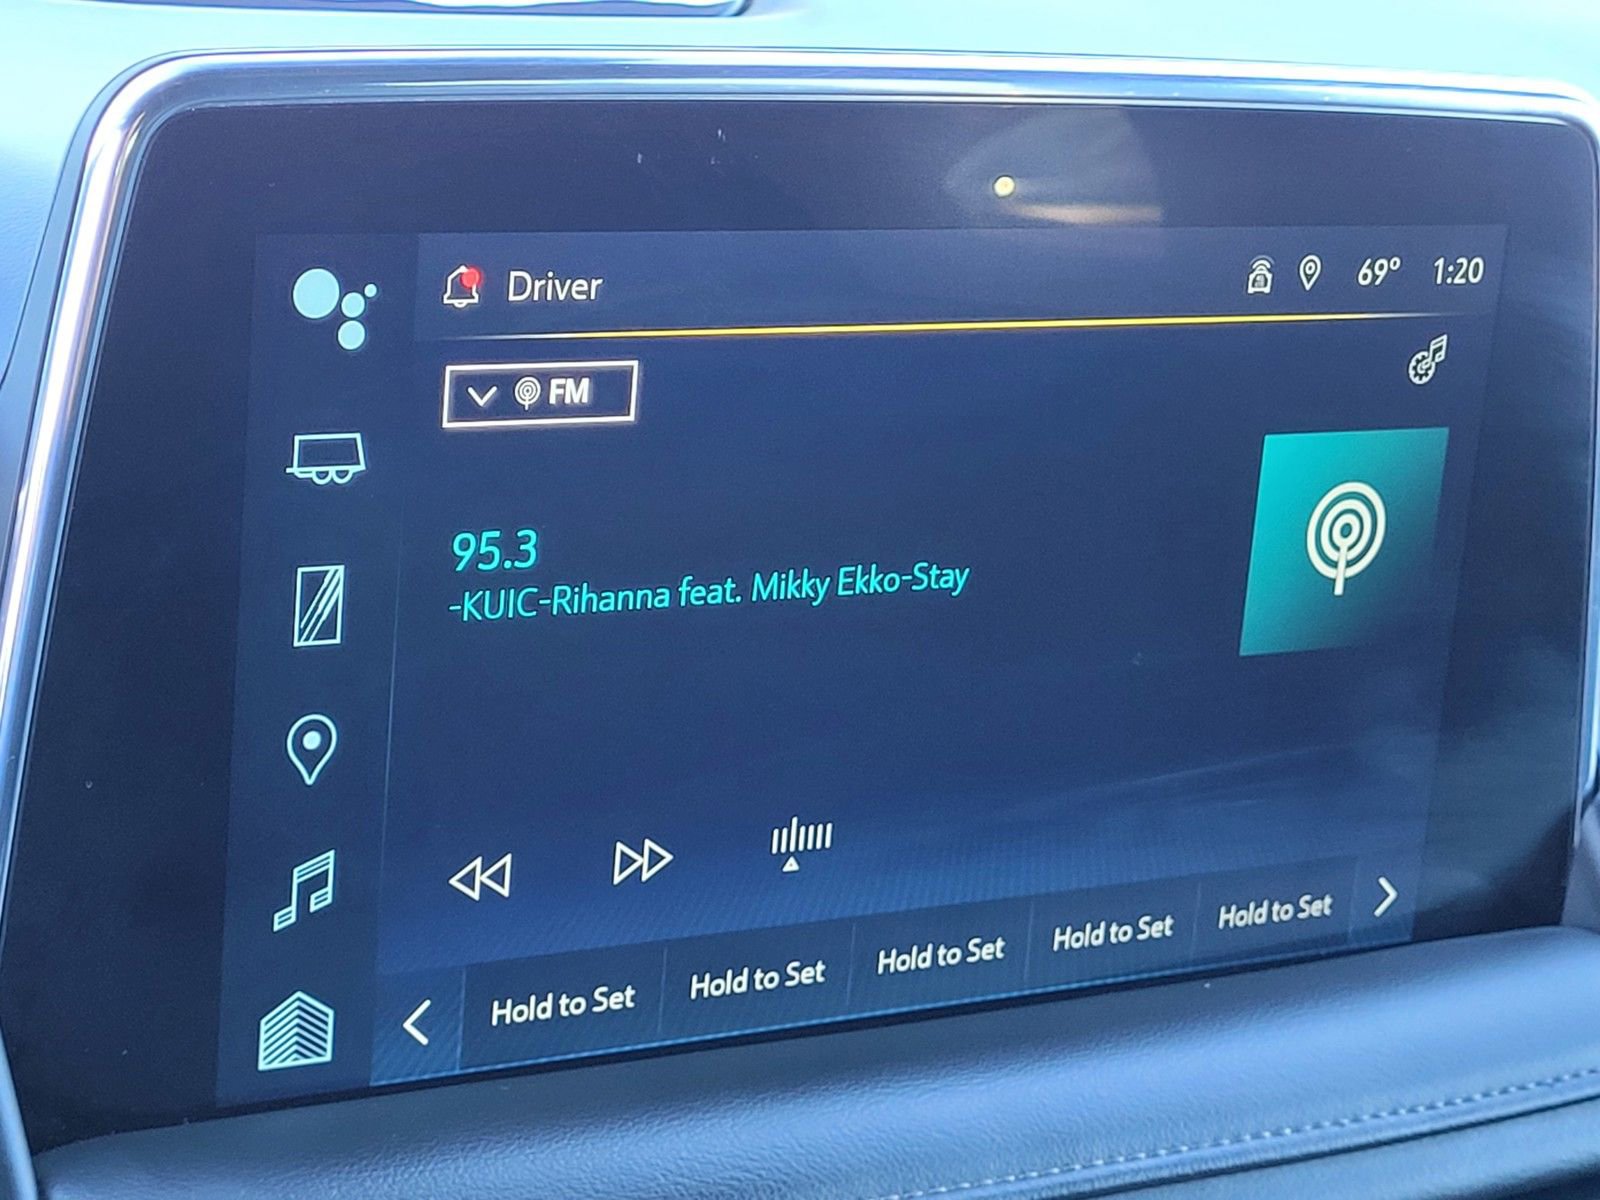 Driver
69° 1:20
FM
95.3
-KUIC-Rihanna feat. Mikky Ekko-Stay
Hold to Set Hold to Set Hold to Set Hold to Set Hold to Set